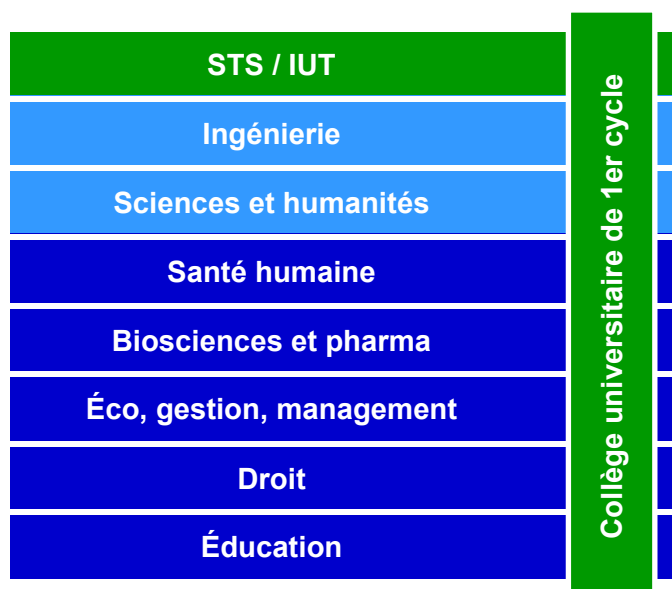 STS / IUT
Ingénierie
Sciences et humanités
Santé humaine
Biosciences et pharma
Éco, gestion, management
Droit
Éducation
Collège universitaire de 1er cycle